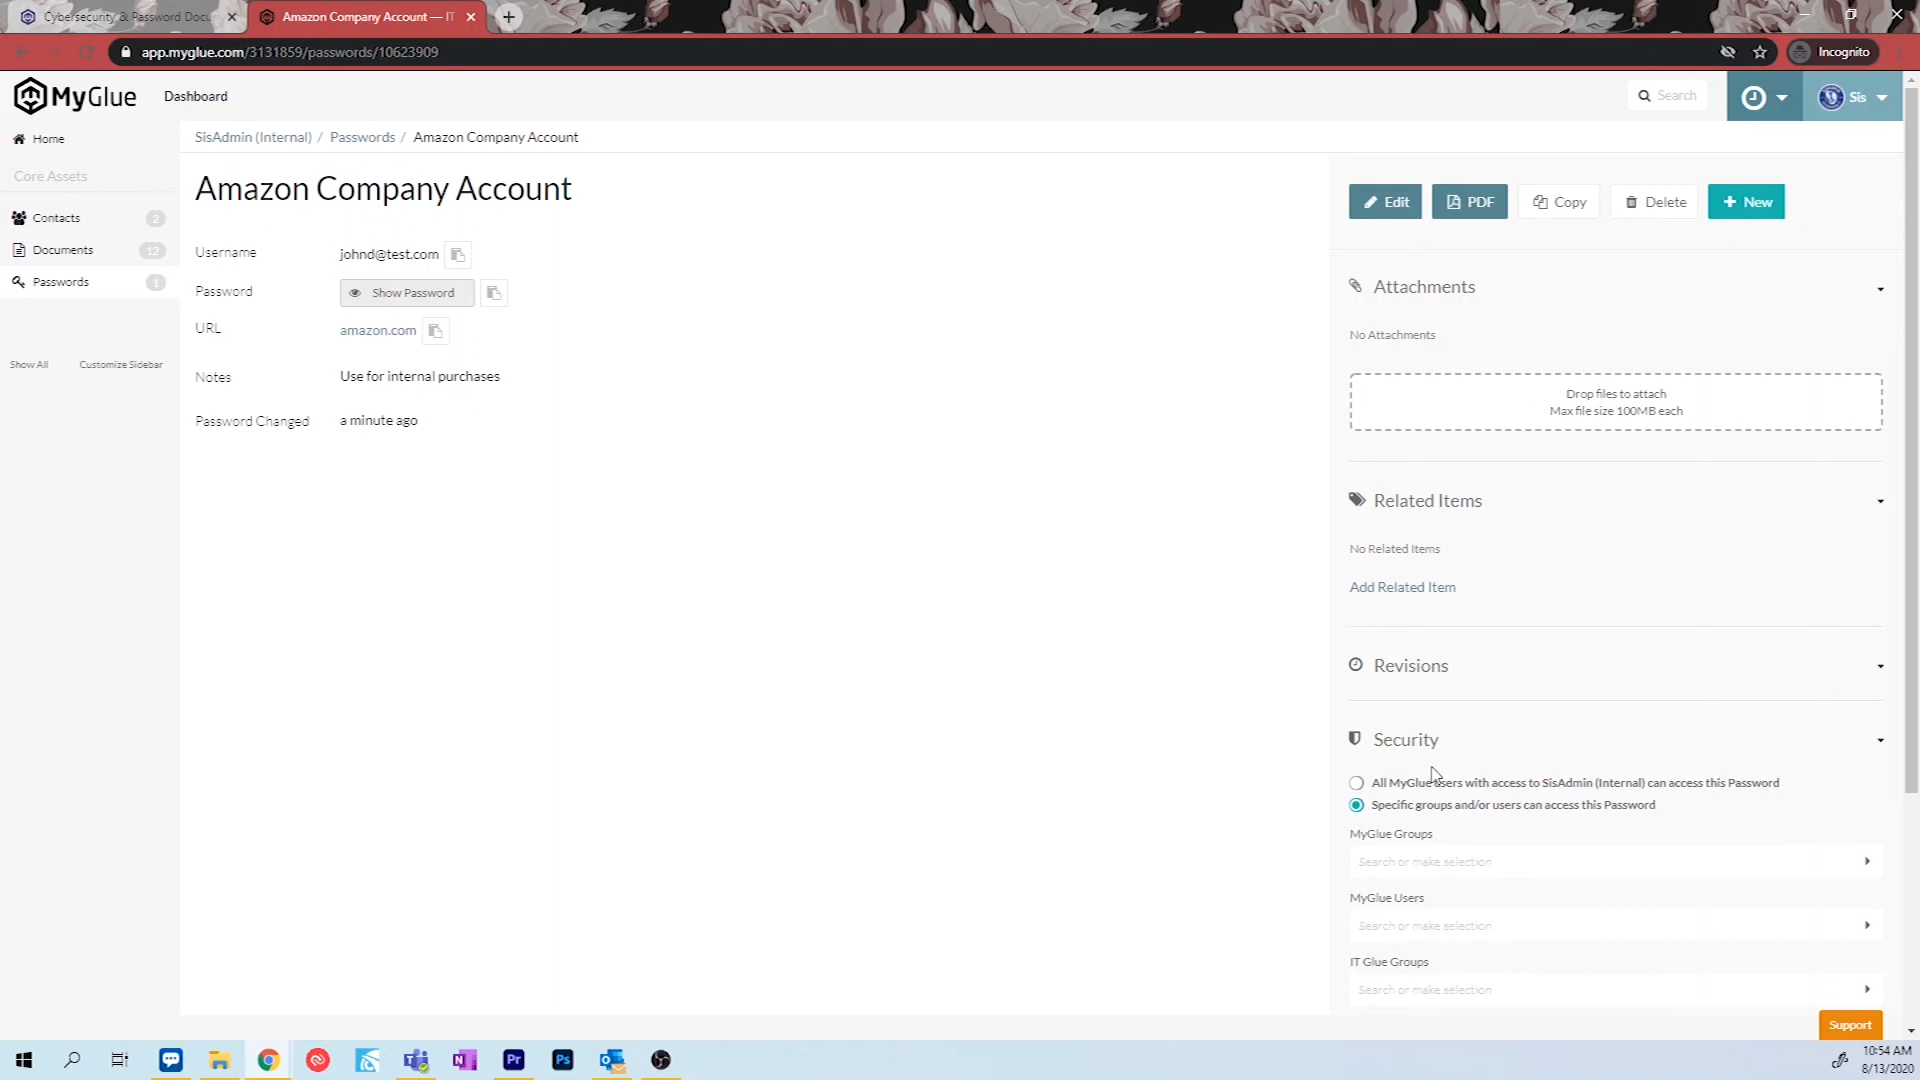 Cybersecurity & Password Docu
Amazon Company Account — IT
app.myglue.com/3131859/passwords/10623909
Incognito
MyGlue
Dashboard
Search
Sis
Home
SisAdmin (Internal) / Passwords / Amazon Company Account
Core Assets
Contacts 2
Documents 12
Passwords 1
Show All Customize Sidebar
Amazon Company Account
Username johnd@test.com
Password Show Password
URL amazon.com
Notes Use for internal purchases
Password Changed a minute ago
Edit PDF Copy Delete + New
Attachments
No Attachments
Drop files to attach
Max file size 100MB each
Related Items
No Related Items
Add Related Item
Revisions
Security
All MyGlue users with access to SisAdmin (Internal) can access this Password
Specific groups and/or users can access this Password
MyGlue Groups
Search or make selection
MyGlue Users
Search or make selection
IT Glue Groups
Search or make selection
Support
Pr
Ps
10:54 AM
8/13/2020